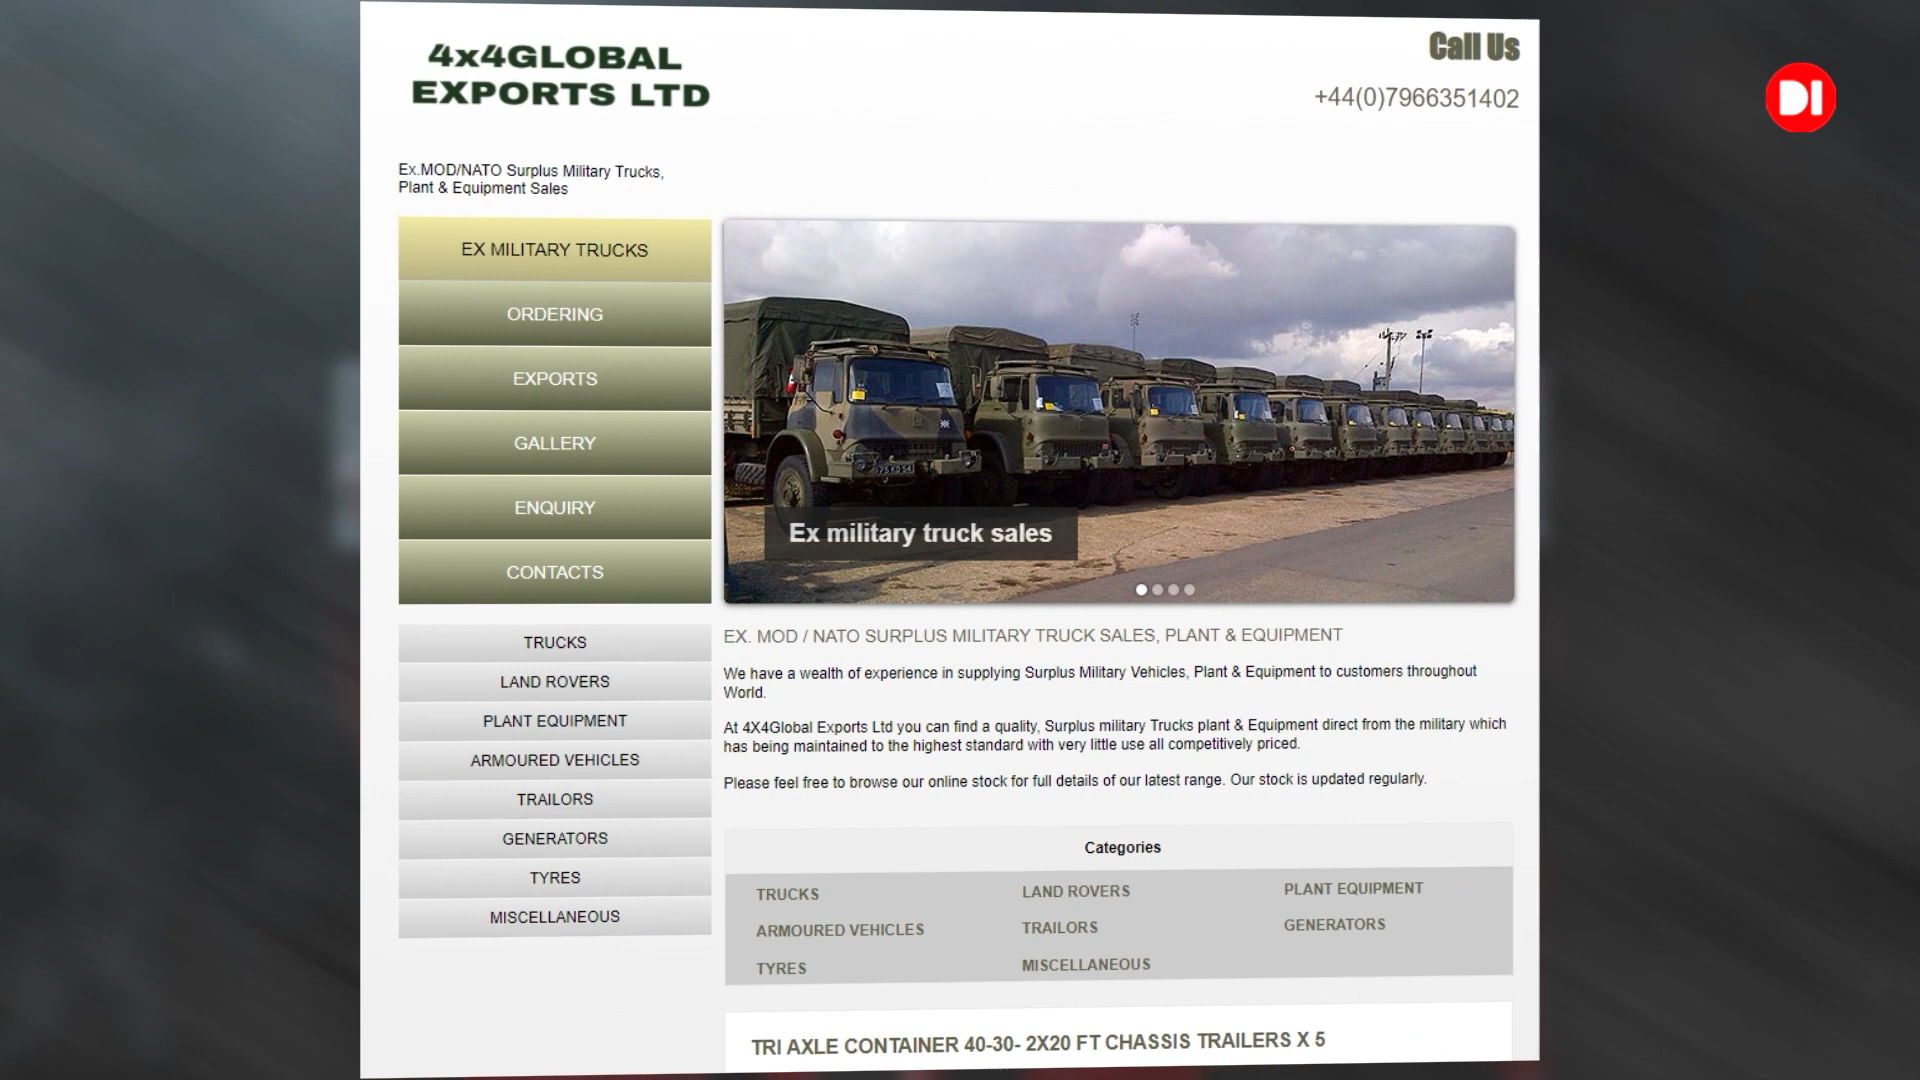 4x4GLOBAL
EXPORTS LTD
Call Us
+44(0)7966351402
DI
Ex.MOD/NATO Surplus Military Trucks,
Plant & Equipment Sales
EX MILITARY TRUCKS
ORDERING
EXPORTS
GALLERY
ENQUIRY
CONTACTS
Ex military truck sales
TRUCKS
LAND ROVERS
PLANT EQUIPMENT
ARMOURED VEHICLES
TRAILORS
GENERATORS
TYRES
MISCELLANEOUS
EX. MOD / NATO SURPLUS MILITARY TRUCK SALES, PLANT & EQUIPMENT
We have a wealth of experience in supplying Surplus Military Vehicles, Plant & Equipment to customers throughout
World.
At 4X4Global Exports Ltd you can find a quality, Surplus military Trucks plant & Equipment direct from the military which
has being maintained to the highest standard with very little use all competitively priced.
Please feel free to browse our online stock for full details of our latest range. Our stock is updated regularly.
Categories
TRUCKS LAND ROVERS PLANT EQUIPMENT
ARMOURED VEHICLES TRAILORS GENERATORS
TYRES MISCELLANEOUS
TRI AXLE CONTAINER 40-30- 2X20 FT CHASSIS TRAILERS X 5